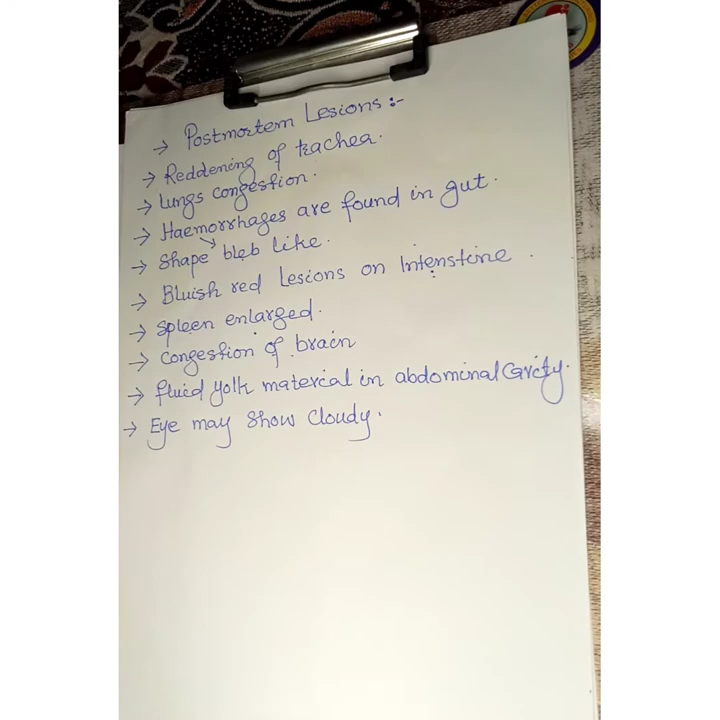 → Postmortem Lesions :-
→ Reddening of trachea.
→ Lungs congestion.
→ Haemorrhages are found in gut.
→ Shape → bleb like.
→ Bluish red Lesions on Intenstine.
→ Spleen enlarged.
→ Congestion of brain
→ fluid yolk material in abdominal cavity.
→ Eye may show cloudy.